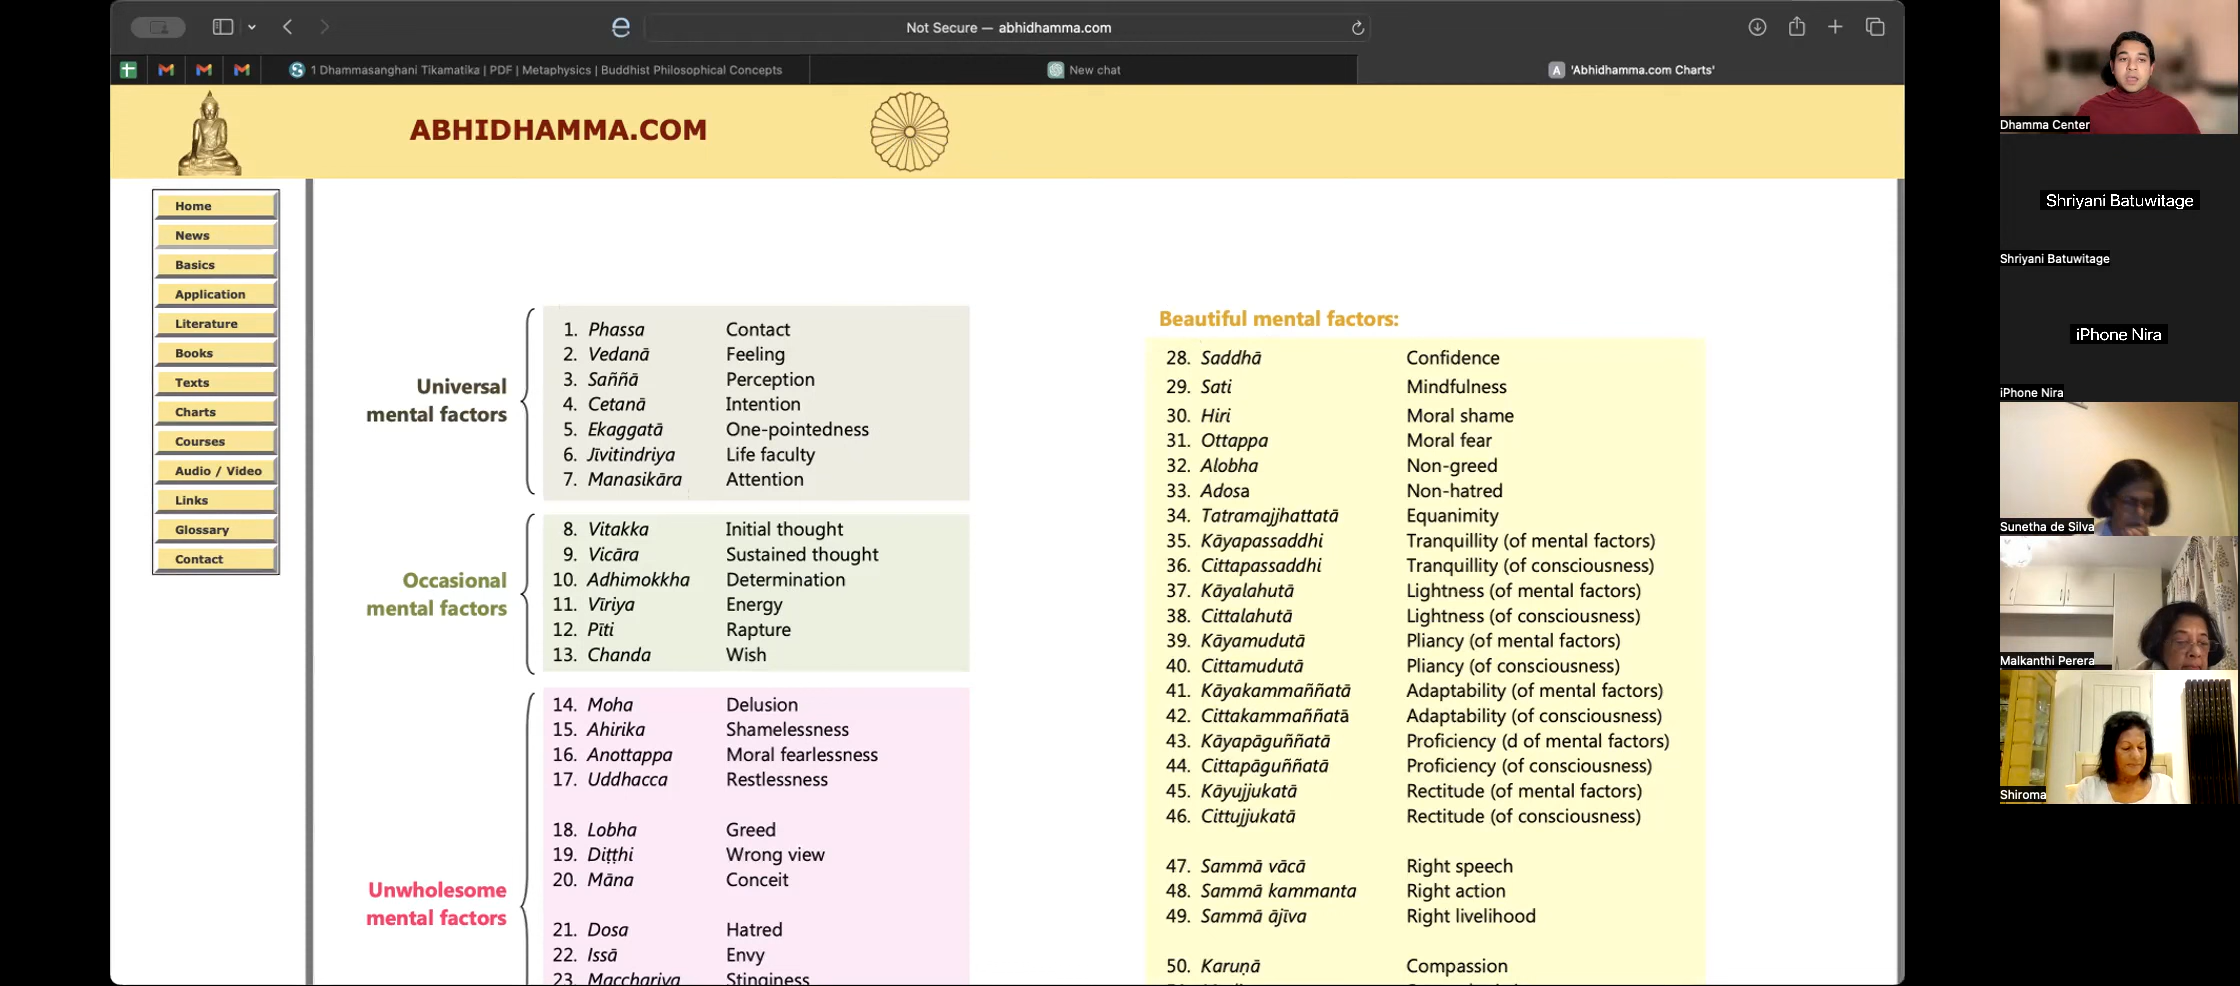 Not Secure — abhidhamma.com
1 Dhammasanghani Tikamatika | PDF | Metaphysics | Buddhist Philosophical Concepts
New chat
A 'Abhidhamma.com Charts'
ABHIDHAMMA.COM
Home
News
Basics
Application
Literature
Books
Texts
Charts
Courses
Audio / Video
Links
Glossary
Contact
Universal
mental factors
1. Phassa Contact
2. Vedanā Feeling
3. Saññā Perception
4. Cetanā Intention
5. Ekaggatā One-pointedness
6. Jīvitindriya Life faculty
7. Manasikāra Attention
Occasional
mental factors
8. Vitakka Initial thought
9. Vicāra Sustained thought
10. Adhimokkha Determination
11. Vīriya Energy
12. Pīti Rapture
13. Chanda Wish
Unwholesome
mental factors
14. Moha Delusion
15. Ahirika Shamelessness
16. Anottappa Moral fearlessness
17. Uddhacca Restlessness
18. Lobha Greed
19. Diṭṭhi Wrong view
20. Māna Conceit
21. Dosa Hatred
22. Issā Envy
23. Macchariya Stinginess
Beautiful mental factors:
28. Saddhā Confidence
29. Sati Mindfulness
30. Hiri Moral shame
31. Ottappa Moral fear
32. Alobha Non-greed
33. Adosa Non-hatred
34. Tatramajjhattatā Equanimity
35. Kāyapassaddhi Tranquillity (of mental factors)
36. Cittapassaddhi Tranquillity (of consciousness)
37. Kāyalahutā Lightness (of mental factors)
38. Cittalahutā Lightness (of consciousness)
39. Kāyamudutā Pliancy (of mental factors)
40. Cittamudutā Pliancy (of consciousness)
41. Kāyakammaññatā Adaptability (of mental factors)
42. Cittakammaññatā Adaptability (of consciousness)
43. Kāyapāguññatā Proficiency (d of mental factors)
44. Cittapāguññatā Proficiency (of consciousness)
45. Kāyujjukatā Rectitude (of mental factors)
46. Cittujjukatā Rectitude (of consciousness)
47. Sammā vācā Right speech
48. Sammā kammanta Right action
49. Sammā ājīva Right livelihood
50. Karuṇā Compassion
Dhamma Center
Shriyani Batuwitage
Shriyani Batuwitage
iPhone Nira
iPhone Nira
Sunetha de Silva
Malkanthi Perera
Shiroma